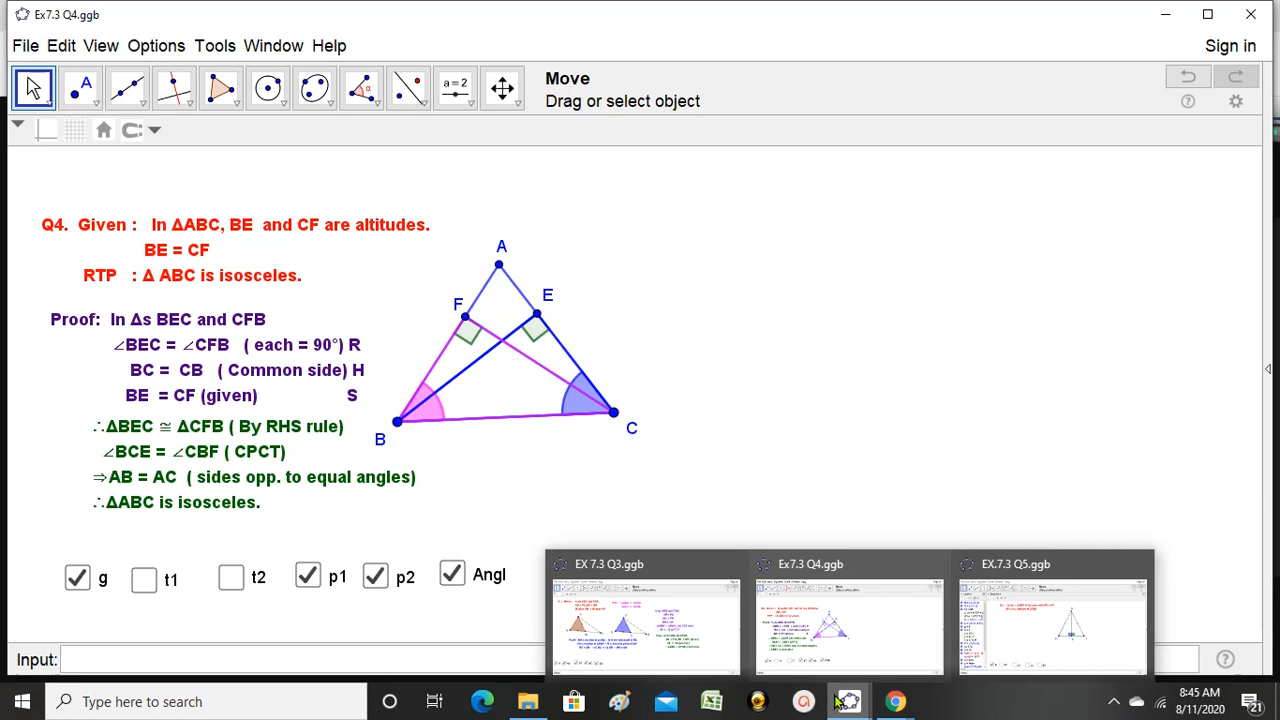 Ex7.3 Q4.ggb
File Edit View Options Tools Window Help
Sign in
A
α
a = 2
Move
Drag or select object
Q4. Given : In ΔABC, BE and CF are altitudes.
BE = CF
RTP : Δ ABC is isosceles.
Proof: In Δs BEC and CFB
∠BEC = ∠CFB ( each = 90°) R
BC = CB ( Common side) H
BE = CF (given) S
∴ΔBEC ≅ ΔCFB ( By RHS rule)
∠BCE = ∠CBF ( CPCT)
⇒AB = AC ( sides opp. to equal angles)
∴ΔABC is isosceles.
A
F
E
B
C
g
t1
t2
p1
p2
Angl
EX 7.3 Q3.ggb
Ex7.3 Q4.ggb
EX7.3 Q5.ggb
Input:
Type here to search
8:45 AM
8/11/2020
21